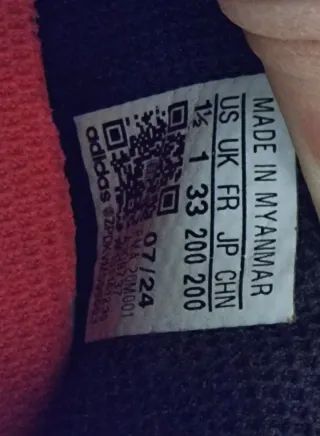 MADE IN MYANMAR
US UK FR JP CHN
1½ 1 33 200 200
07/24
adidas